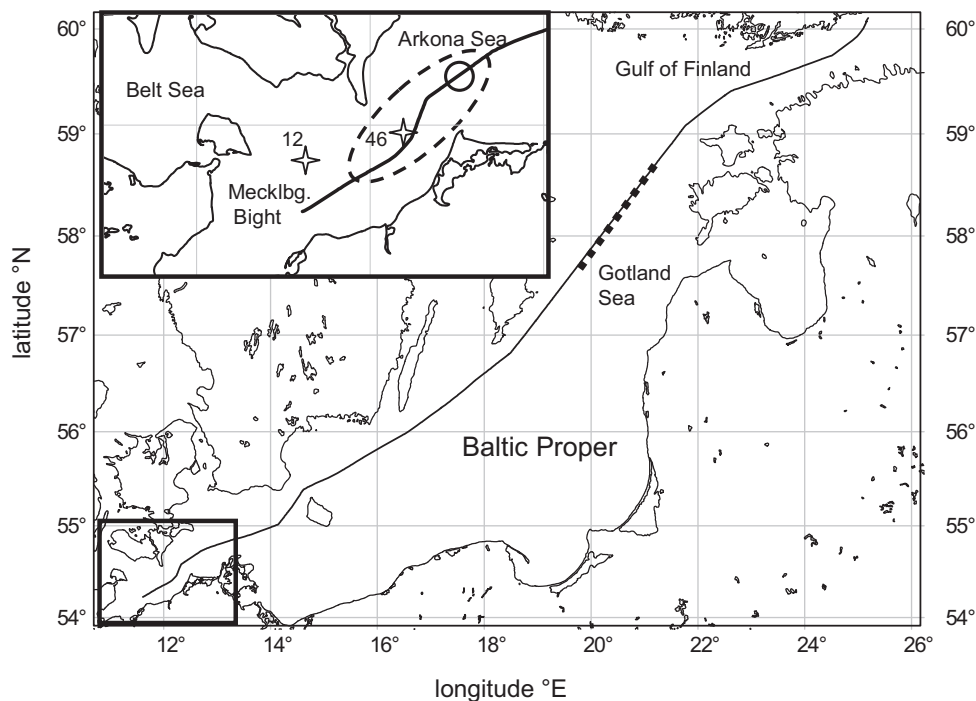 60°
60°
Arkona Sea
Gulf of Finland
Belt Sea
59°
59°
12
46
Mecklbg.
Bight
58°
58°
Gotland
Sea
latitude °N
57°
57°
56°
56°
Baltic Proper
55°
55°
54°
54°
12°
14°
16°
18°
20°
22°
24°
26°
longitude °E